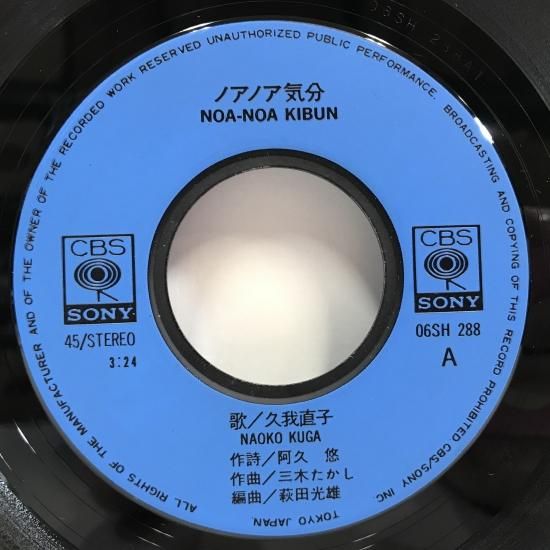 ノアノア気分
NOA-NOA KIBUN
CBS
SONY
45/STEREO
3:24
CBS
SONY
06SH 288
A
歌/久我直子
NAOKO KUGA
作詩/阿久 悠
作曲/三木たかし
編曲/萩田光雄
ALL RIGHTS OF THE MANUFACTURER AND OF THE OWNER OF THE RECORDED WORK RESERVED UNAUTHORIZED PUBLIC PERFORMANCE. BROADCASTING AND COPYING OF THIS RECORD PROHIBITED CBS/SONY INC.
TOKYO JAPAN.